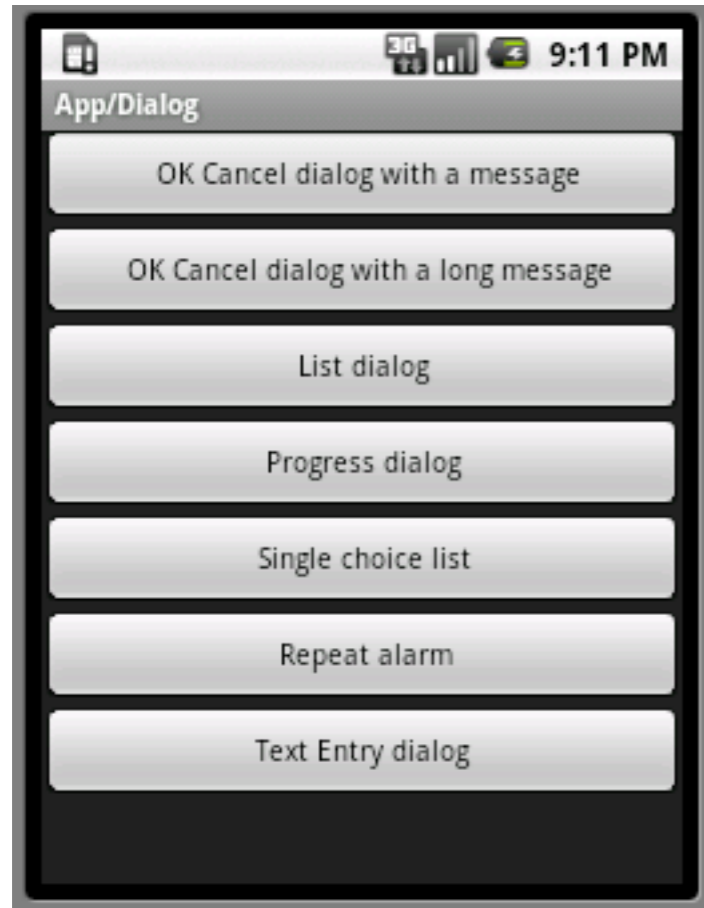 3G 9:11 PM
App/Dialog
OK Cancel dialog with a message
OK Cancel dialog with a long message
List dialog
Progress dialog
Single choice list
Repeat alarm
Text Entry dialog